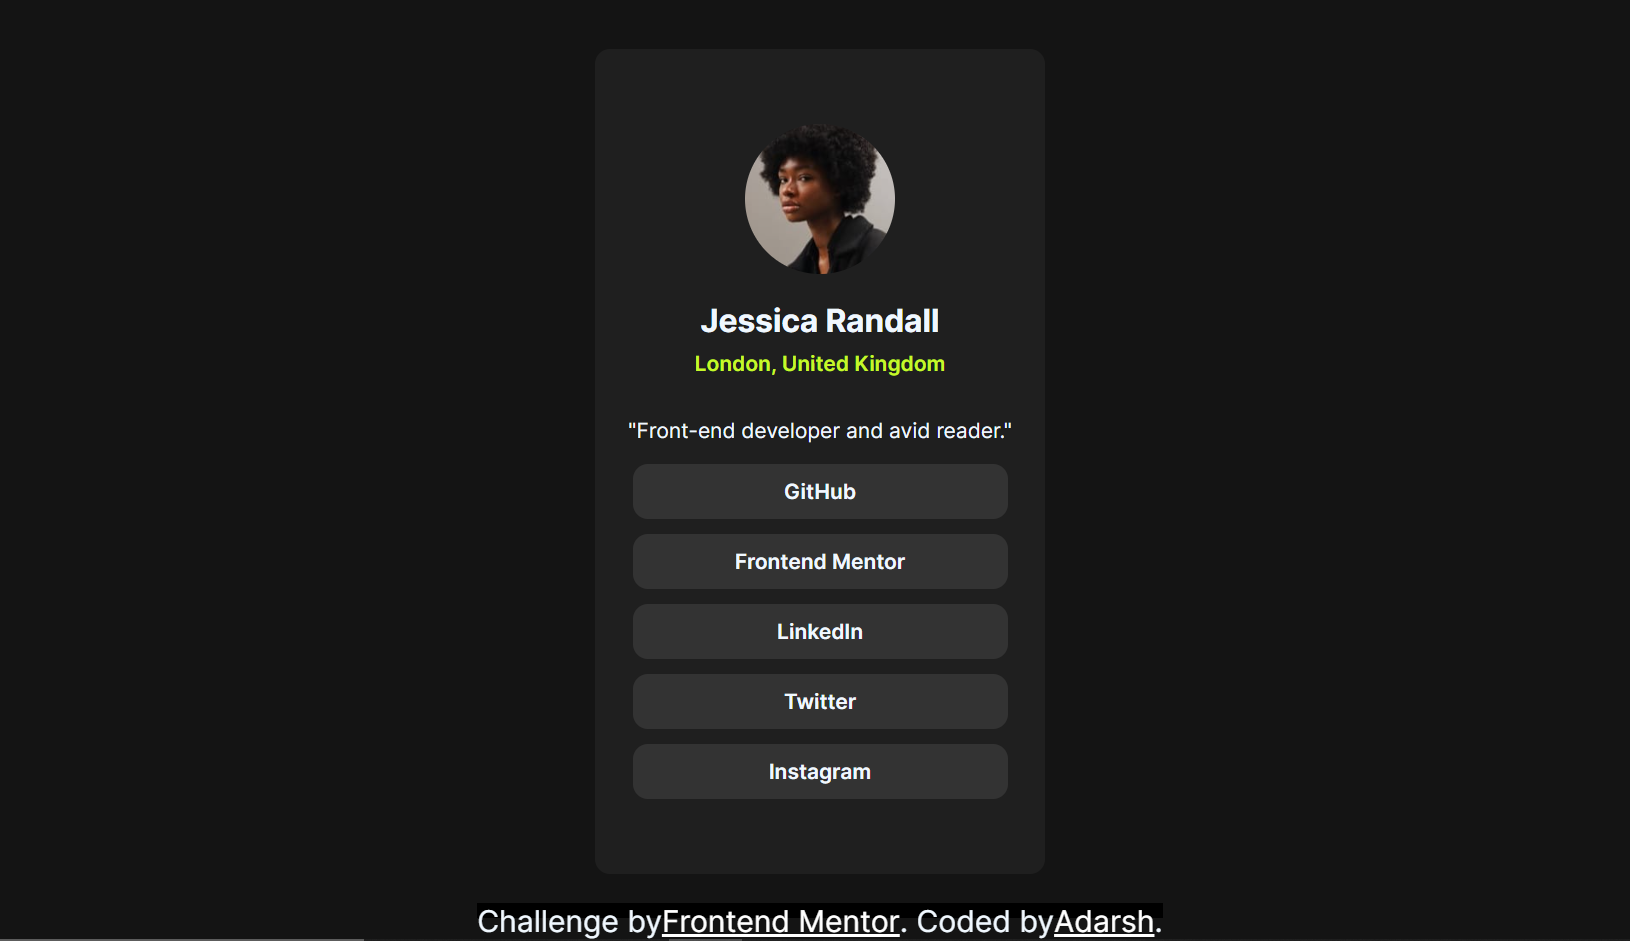 Jessica Randall
London, United Kingdom
"Front-end developer and avid reader."
GitHub
Frontend Mentor
LinkedIn
Twitter
Instagram
Challenge byFrontend Mentor. Coded byAdarsh.